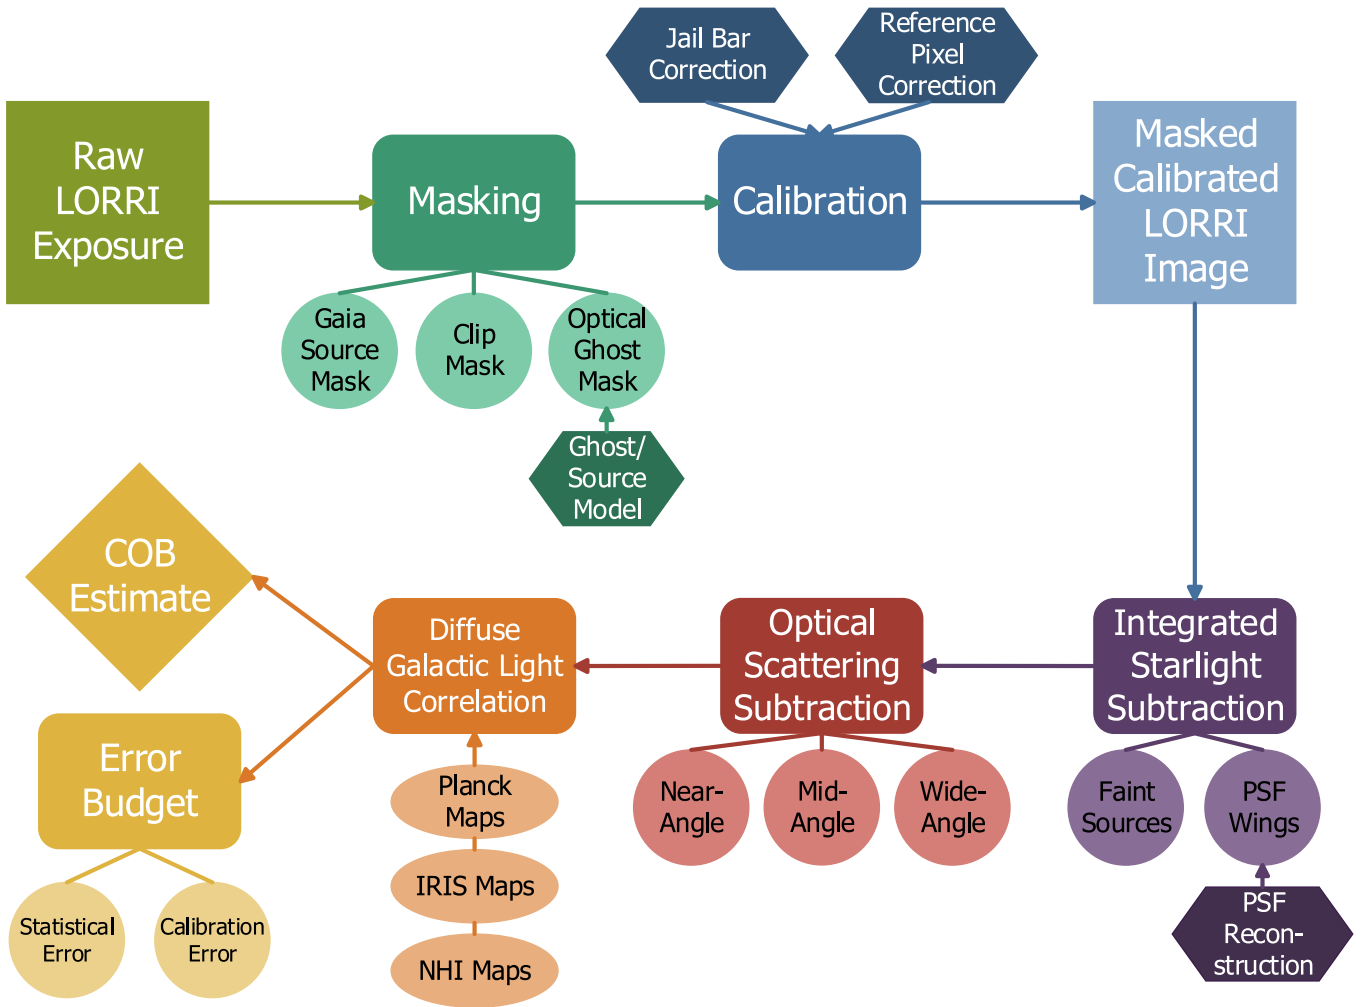 Jail Bar
Correction
Reference
Pixel
Correction
Raw
LORRI
Exposure
Masking
Calibration
Masked
Calibrated
LORRI
Image
Gaia
Source
Mask
Clip
Mask
Optical
Ghost
Mask
Ghost/
Source
Model
COB
Estimate
Diffuse
Galactic Light
Correlation
Optical
Scattering
Subtraction
Integrated
Starlight
Subtraction
Error
Budget
Planck
Maps
IRIS Maps
NHI Maps
Near-
Angle
Mid-
Angle
Wide-
Angle
Faint
Sources
PSF
Wings
PSF
Recon-
struction
Statistical
Error
Calibration
Error